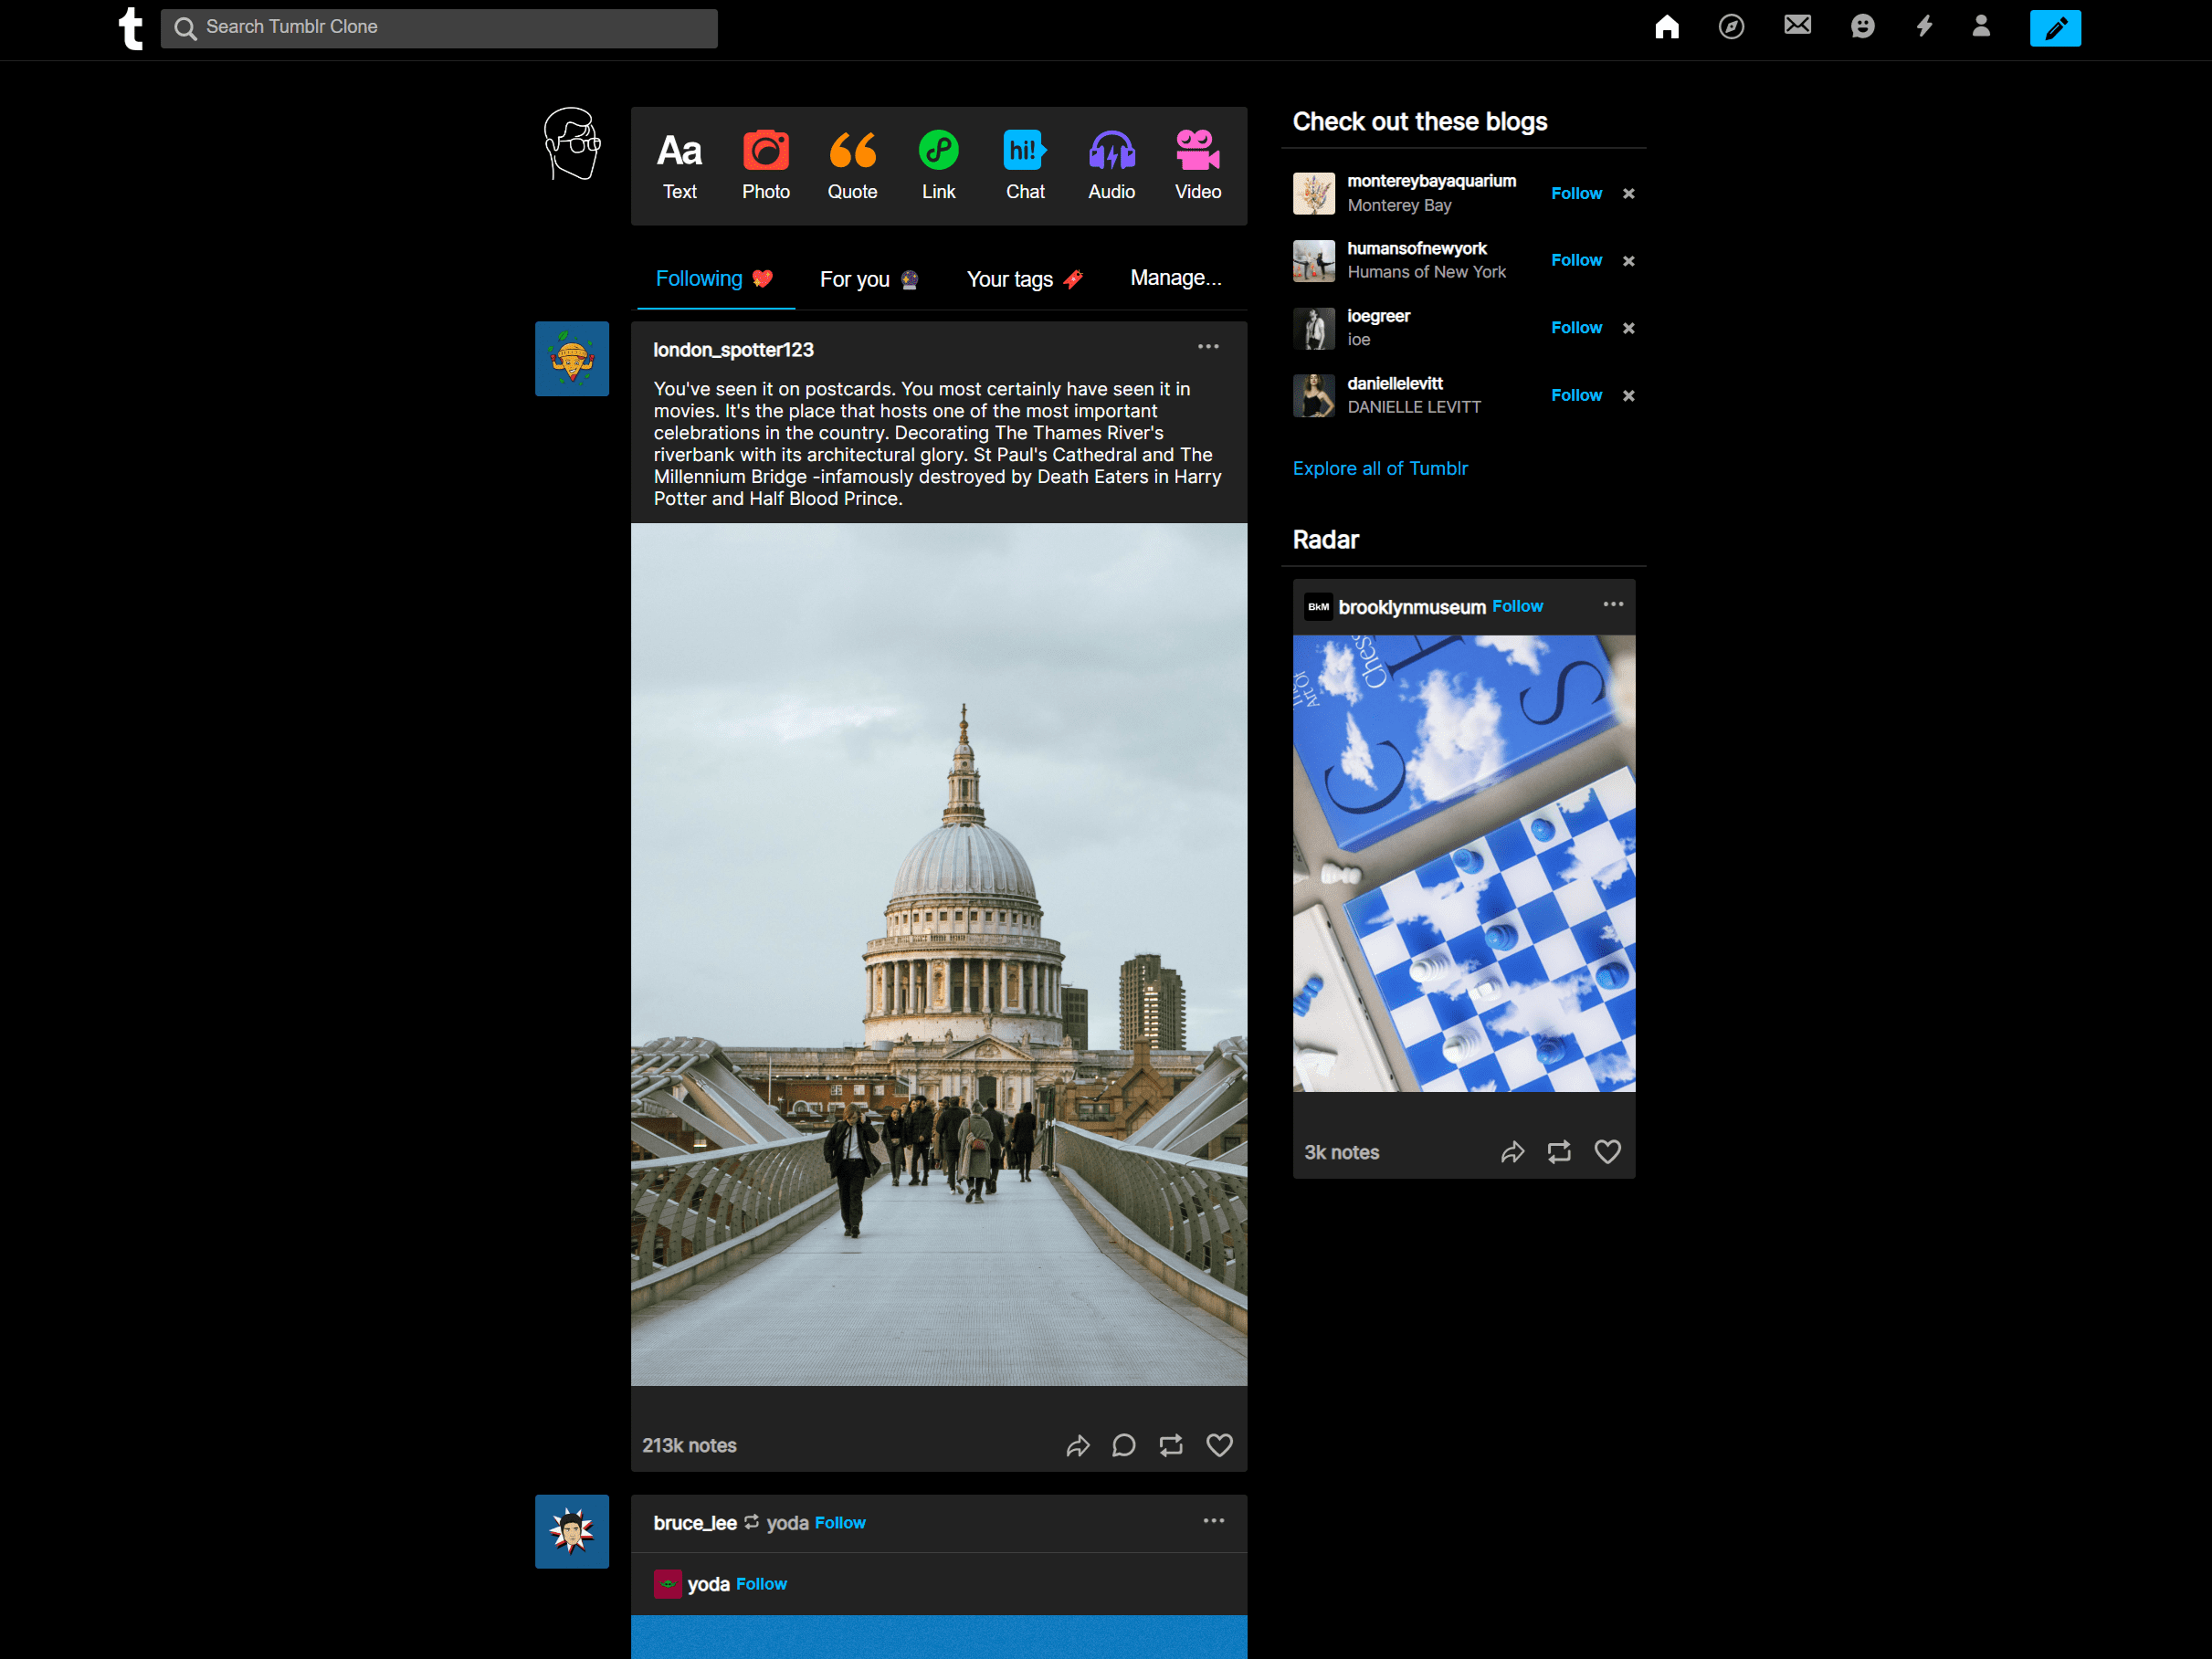 t
Search Tumblr Clone
Aa
Text
Photo
Quote
Link
hi!
Chat
Audio
Video
Following
For you
Your tags
Manage...
london_spotter123
You've seen it on postcards. You most certainly have seen it in
movies. It's the place that hosts one of the most important
celebrations in the country. Decorating The Thames River's
riverbank with its architectural glory. St Paul's Cathedral and The
Millennium Bridge -infamously destroyed by Death Eaters in Harry
Potter and Half Blood Prince.
213k notes
bruce_lee yoda Follow
yoda Follow
Check out these blogs
montereybayaquarium
Monterey Bay
Follow
humansofnewyork
Humans of New York
Follow
ioegreer
ioe
Follow
daniellelevitt
DANIELLE LEVITT
Follow
Explore all of Tumblr
Radar
BkM brooklynmuseum Follow
Art Of
Chess
C H S
3k notes